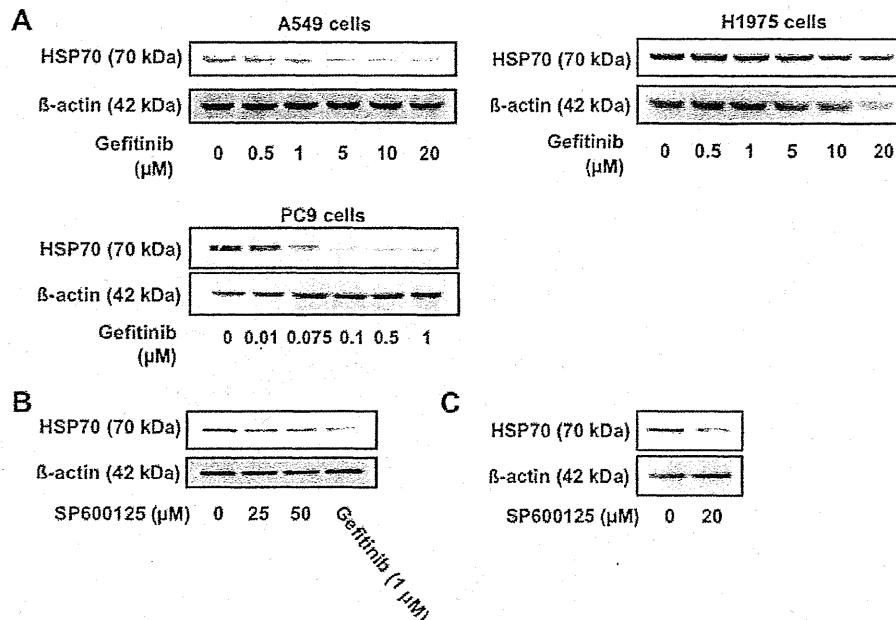 A
A549 cells
HSP70 (70 kDa)
ß-actin (42 kDa)
Gefitinib
(µM)
0 0.5 1 5 10 20
H1975 cells
HSP70 (70 kDa)
ß-actin (42 kDa)
Gefitinib
(µM)
0 0.5 1 5 10 20
PC9 cells
HSP70 (70 kDa)
ß-actin (42 kDa)
Gefitinib
(µM)
0 0.01 0.075 0.1 0.5 1
B
HSP70 (70 kDa)
ß-actin (42 kDa)
SP600125 (µM)
0 25 50 Gefitinib (1 µM)
C
HSP70 (70 kDa)
ß-actin (42 kDa)
SP600125 (µM)
0 20